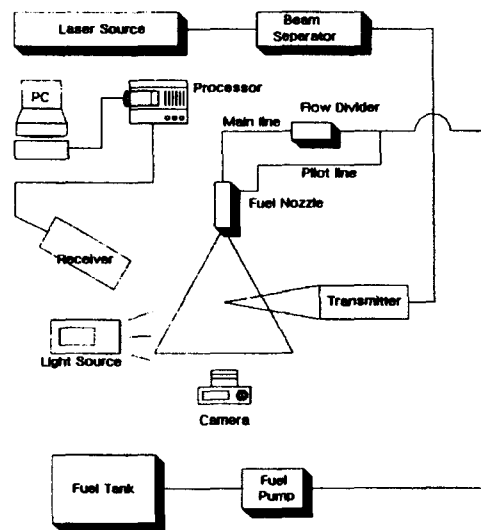 Laser Source
Beam
Separator
PC
Processor
Flow Divider
Main line
Pilot line
Fuel Nozzle
Receiver
Transmitter
Light Source
Camera
Fuel Tank
Fuel
Pump